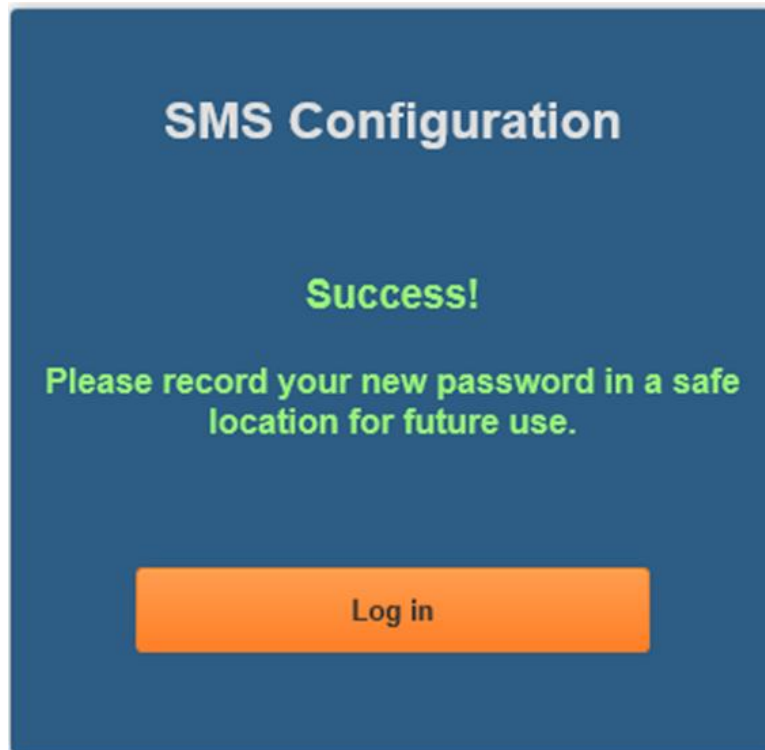 SMS Configuration
Success!
Please record your new password in a safe
location for future use.
Log in